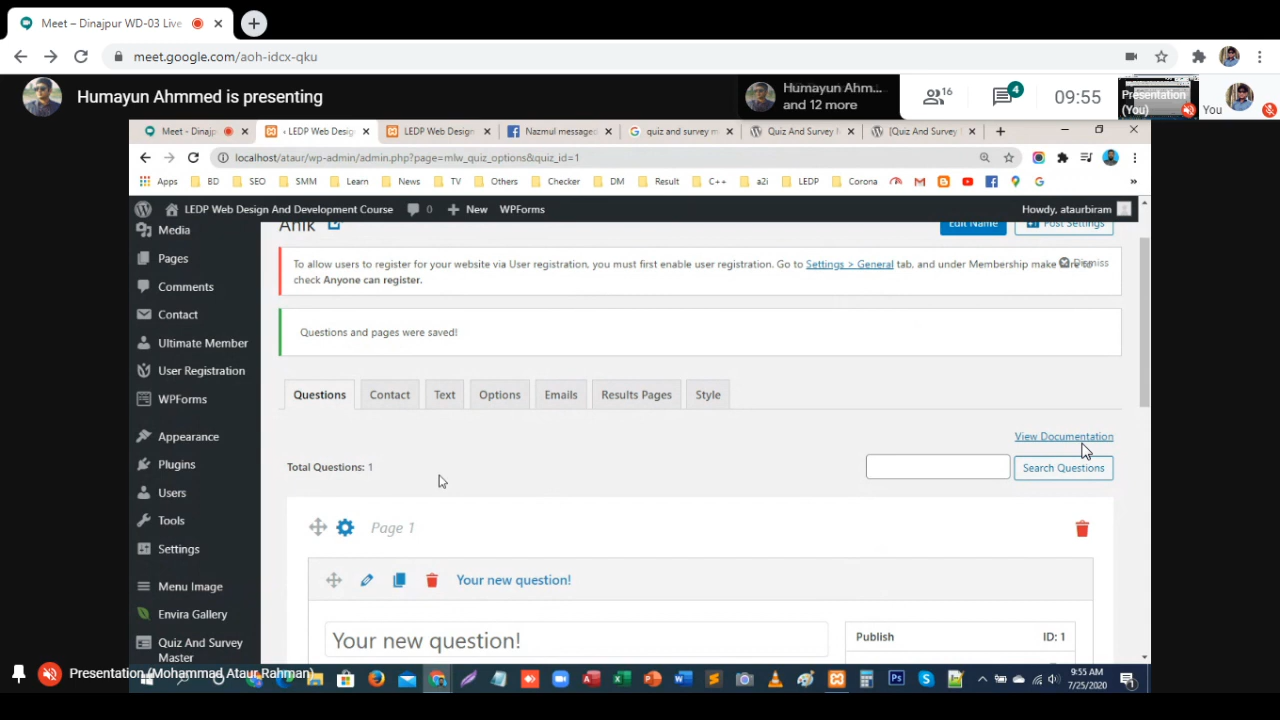 Meet – Dinajpur WD-03 Live
meet.google.com/aoh-idcx-qku
Humayun Ahmmed is presenting
Humayun Ahm...
and 12 more
16
4
09:55
Presentation
(You)
You
Meet - Dinajp
‹ LEDP Web Desig
LEDP Web Design
Nazmul message
quiz and survey m
Quiz And Survey M
[Quiz And Survey
localhost/ataur/wp-admin/admin.php?page=mlw_quiz_options&quiz_id=1
Apps
BD
SEO
SMM
Learn
News
TV
Others
Checker
DM
Result
C++
a2i
LEDP
Corona
»
LEDP Web Design And Development Course
0
New
WPForms
Howdy, ataurbiram
Media
Pages
Comments
Contact
Ultimate Member
User Registration
WPForms
Appearance
Plugins
Users
Tools
Settings
Menu Image
Envira Gallery
Quiz And Survey
Master
Anik
Edit Name
Post Settings
To allow users to register for your website via User registration, you must first enable user registration. Go to Settings > General tab, and under Membership make sure to
Dismiss
check Anyone can register.
Questions and pages were saved!
Questions
Contact
Text
Options
Emails
Results Pages
Style
View Documentation
Total Questions: 1
Search Questions
Page 1
Your new question!
Your new question!
Publish
ID: 1
Presentation (Mohammad Ataur Rahman)
9:55 AM
7/25/2020
1